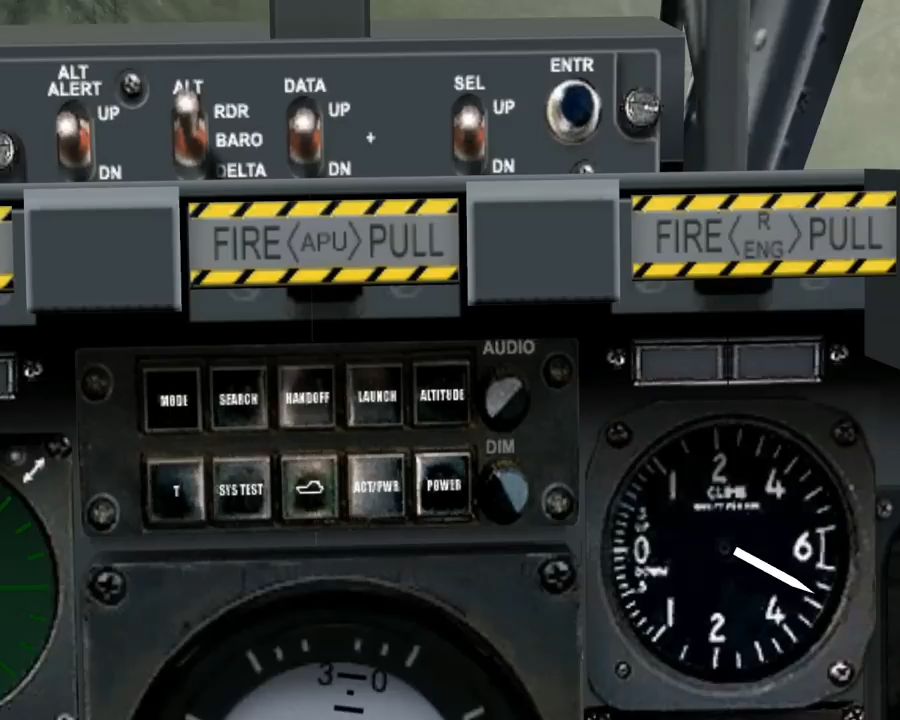 ALT
ALERT
UP
DN
ALT
RDR
BARO
DELTA
DATA
UP
+
DN
SEL
UP
DN
ENTR
FIRE APU PULL
FIRE R ENG PULL
AUDIO
MODE SEARCH HANDOFF LAUNCH ALTITUDE
DIM
T SYS TEST ACT/PWR POWER
2
1 4
CLIMB
0 6
1 4
2
3 0